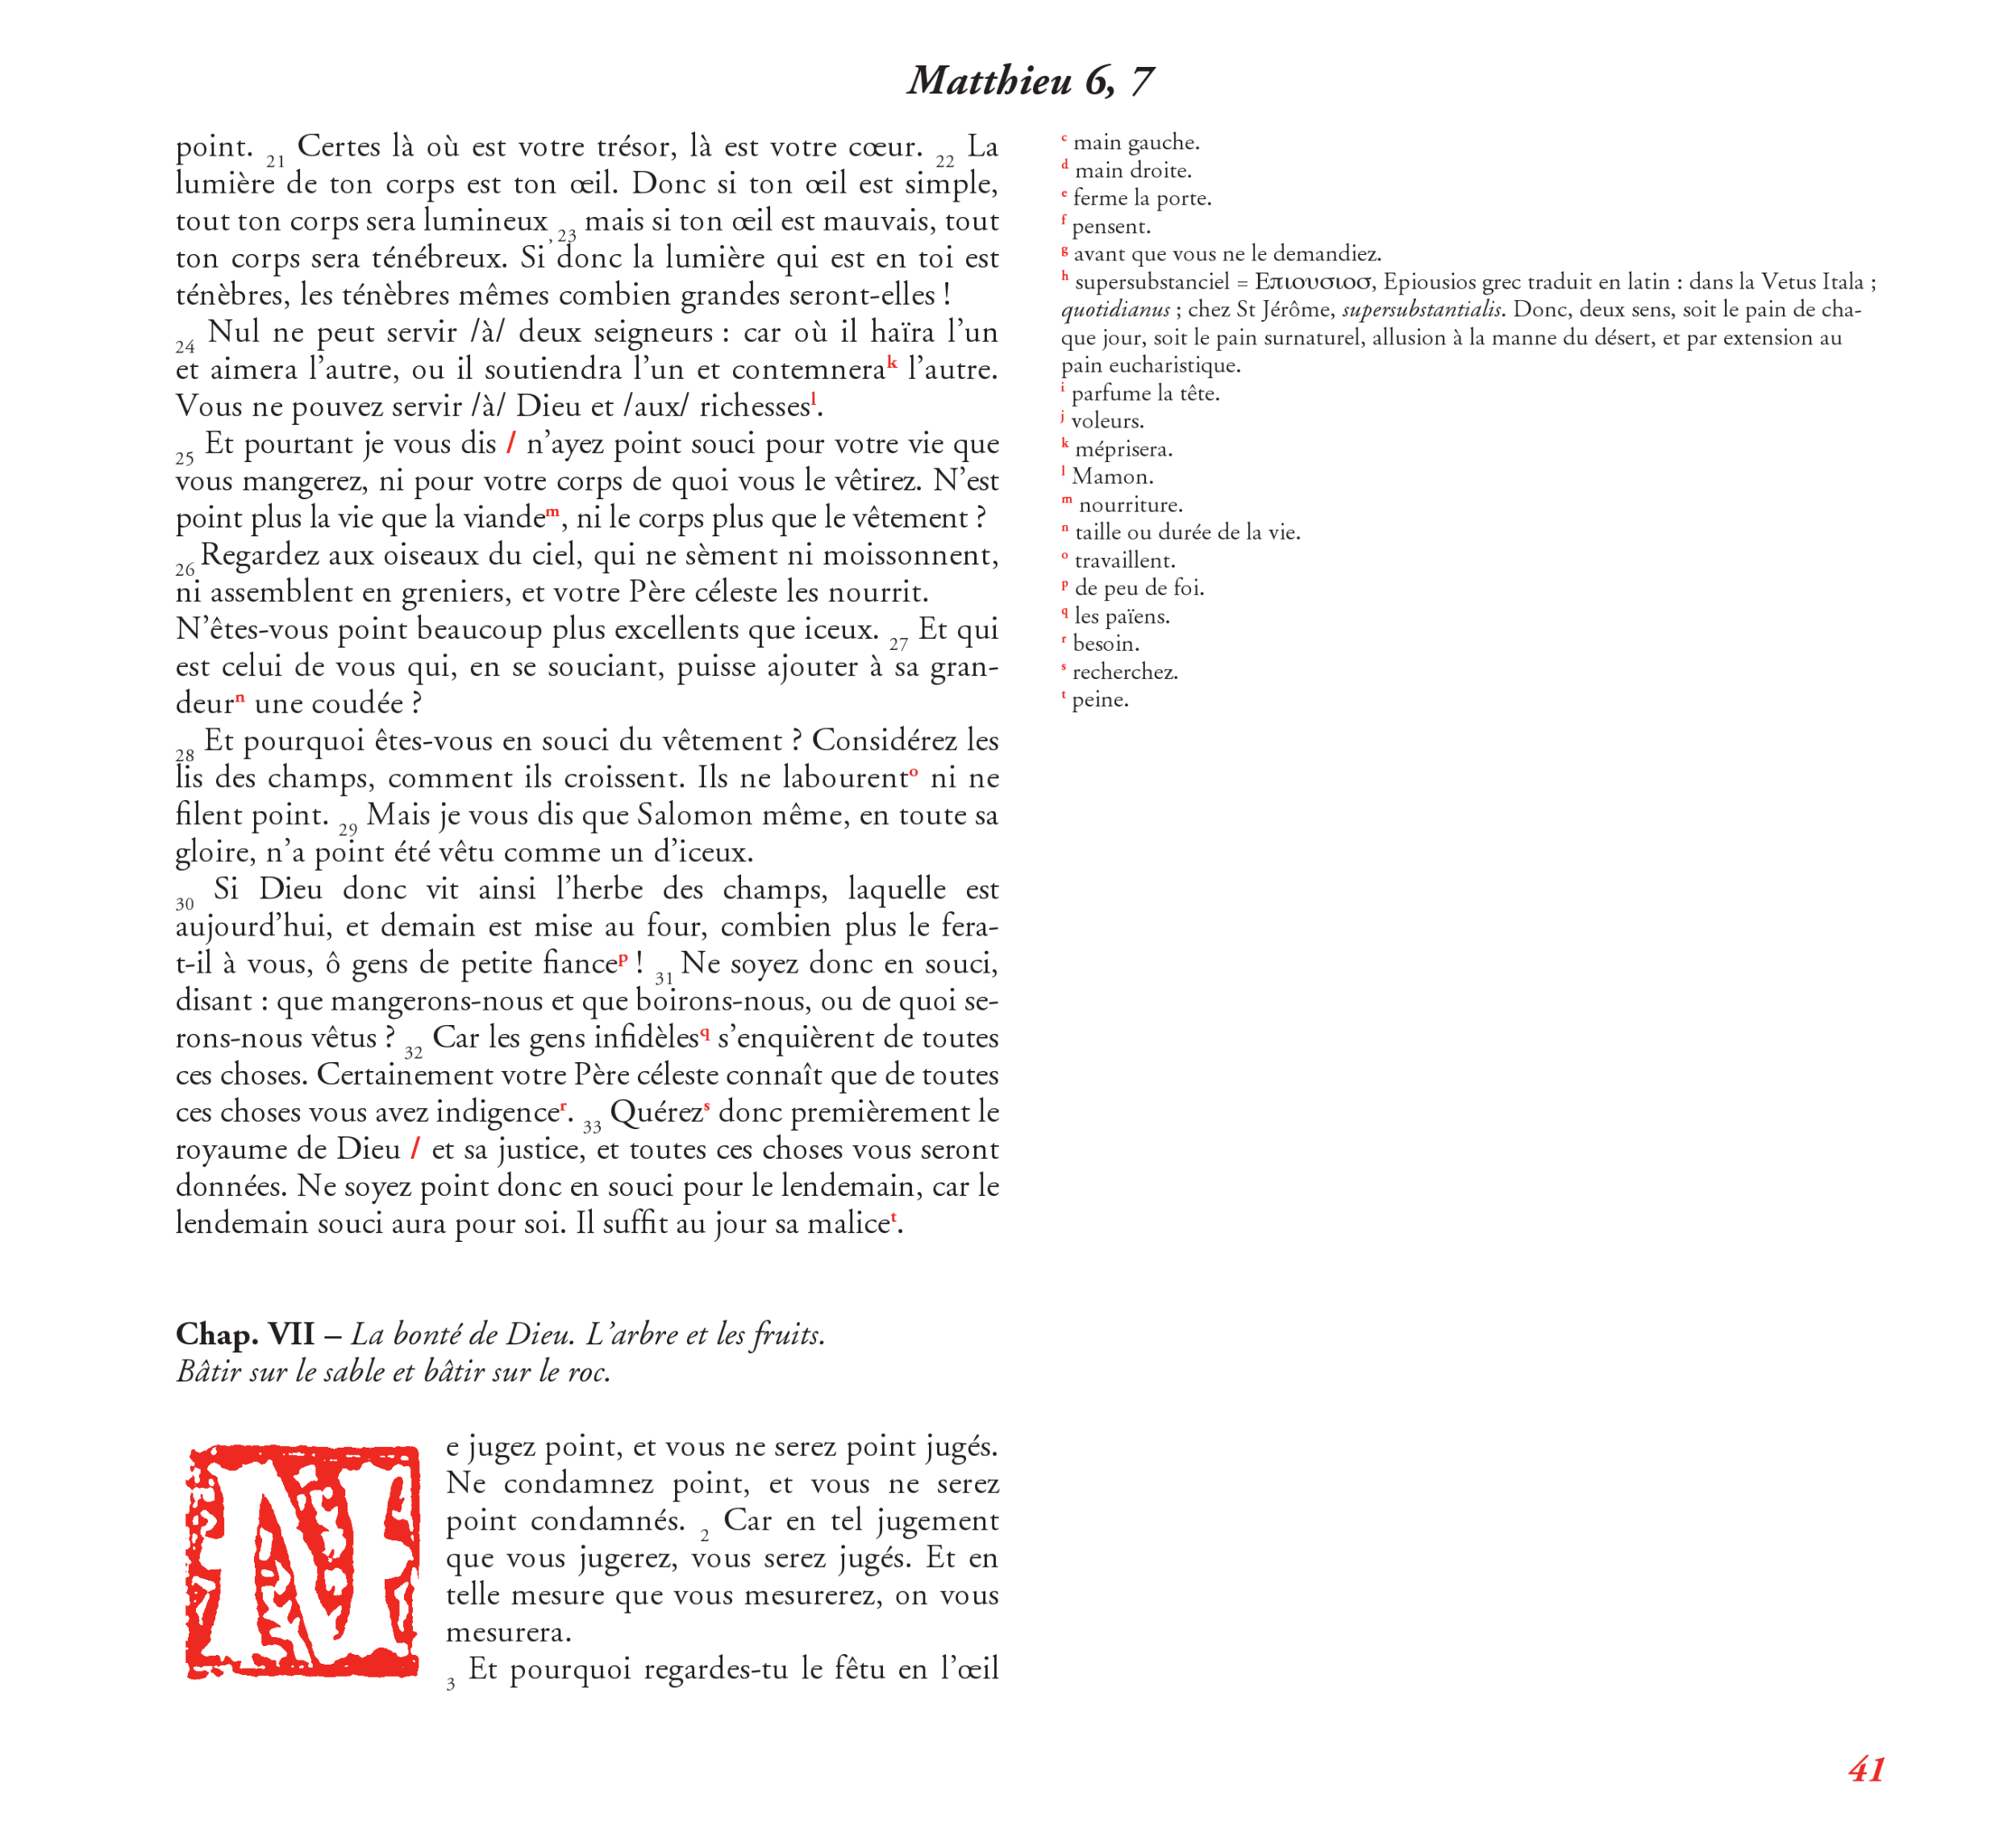 Matthieu 6, 7
point. 21 Certes là où est votre trésor, là est votre cœur. 22 La
lumière de ton corps est ton œil. Donc si ton œil est simple,
tout ton corps sera lumineux , 23 mais si ton œil est mauvais, tout
ton corps sera ténébreux. Si donc la lumière qui est en toi est
ténèbres, les ténèbres mêmes combien grandes seront-elles !
24 Nul ne peut servir /à/ deux seigneurs : car où il haïra l’un
et aimera l’autre, ou il soutiendra l’un et contemnerak l’autre.
Vous ne pouvez servir /à/ Dieu et /aux/ richessesl.
25 Et pourtant je vous dis / n’ayez point souci pour votre vie que
vous mangerez, ni pour votre corps de quoi vous le vêtirez. N’est
point plus la vie que la viandem, ni le corps plus que le vêtement ?
26 Regardez aux oiseaux du ciel, qui ne sèment ni moissonnent,
ni assemblent en greniers, et votre Père céleste les nourrit.
N’êtes-vous point beaucoup plus excellents que iceux. 27 Et qui
est celui de vous qui, en se souciant, puisse ajouter à sa gran-
deurn une coudée ?
28 Et pourquoi êtes-vous en souci du vêtement ? Considérez les
lis des champs, comment ils croissent. Ils ne labourento ni ne
filent point. 29 Mais je vous dis que Salomon même, en toute sa
gloire, n’a point été vêtu comme un d’iceux.
30 Si Dieu donc vit ainsi l’herbe des champs, laquelle est
aujourd’hui, et demain est mise au four, combien plus le fera-
t-il à vous, ô gens de petite fiancep ! 31 Ne soyez donc en souci,
disant : que mangerons-nous et que boirons-nous, ou de quoi se-
rons-nous vêtus ? 32 Car les gens infidèlesq s’enquièrent de toutes
ces choses. Certainement votre Père céleste connaît que de toutes
ces choses vous avez indigencer. 33 Quérezs donc premièrement le
royaume de Dieu / et sa justice, et toutes ces choses vous seront
données. Ne soyez point donc en souci pour le lendemain, car le
lendemain souci aura pour soi. Il suffit au jour sa malicet.
Chap. VII – La bonté de Dieu. L’arbre et les fruits.
Bâtir sur le sable et bâtir sur le roc.
Ne jugez point, et vous ne serez point jugés.
Ne condamnez point, et vous ne serez
point condamnés. 2 Car en tel jugement
que vous jugerez, vous serez jugés. Et en
telle mesure que vous mesurerez, on vous
mesurera.
3 Et pourquoi regardes-tu le fêtu en l’œil
c main gauche.
d main droite.
e ferme la porte.
f pensent.
g avant que vous ne le demandiez.
h supersubstanciel = Επιουσιοσ, Epiousios grec traduit en latin : dans la Vetus Itala ;
quotidianus ; chez St Jérôme, supersubstantialis. Donc, deux sens, soit le pain de cha-
que jour, soit le pain surnaturel, allusion à la manne du désert, et par extension au
pain eucharistique.
i parfume la tête.
j voleurs.
k méprisera.
l Mamon.
m nourriture.
n taille ou durée de la vie.
o travaillent.
p de peu de foi.
q les païens.
r besoin.
s recherchez.
t peine.
41